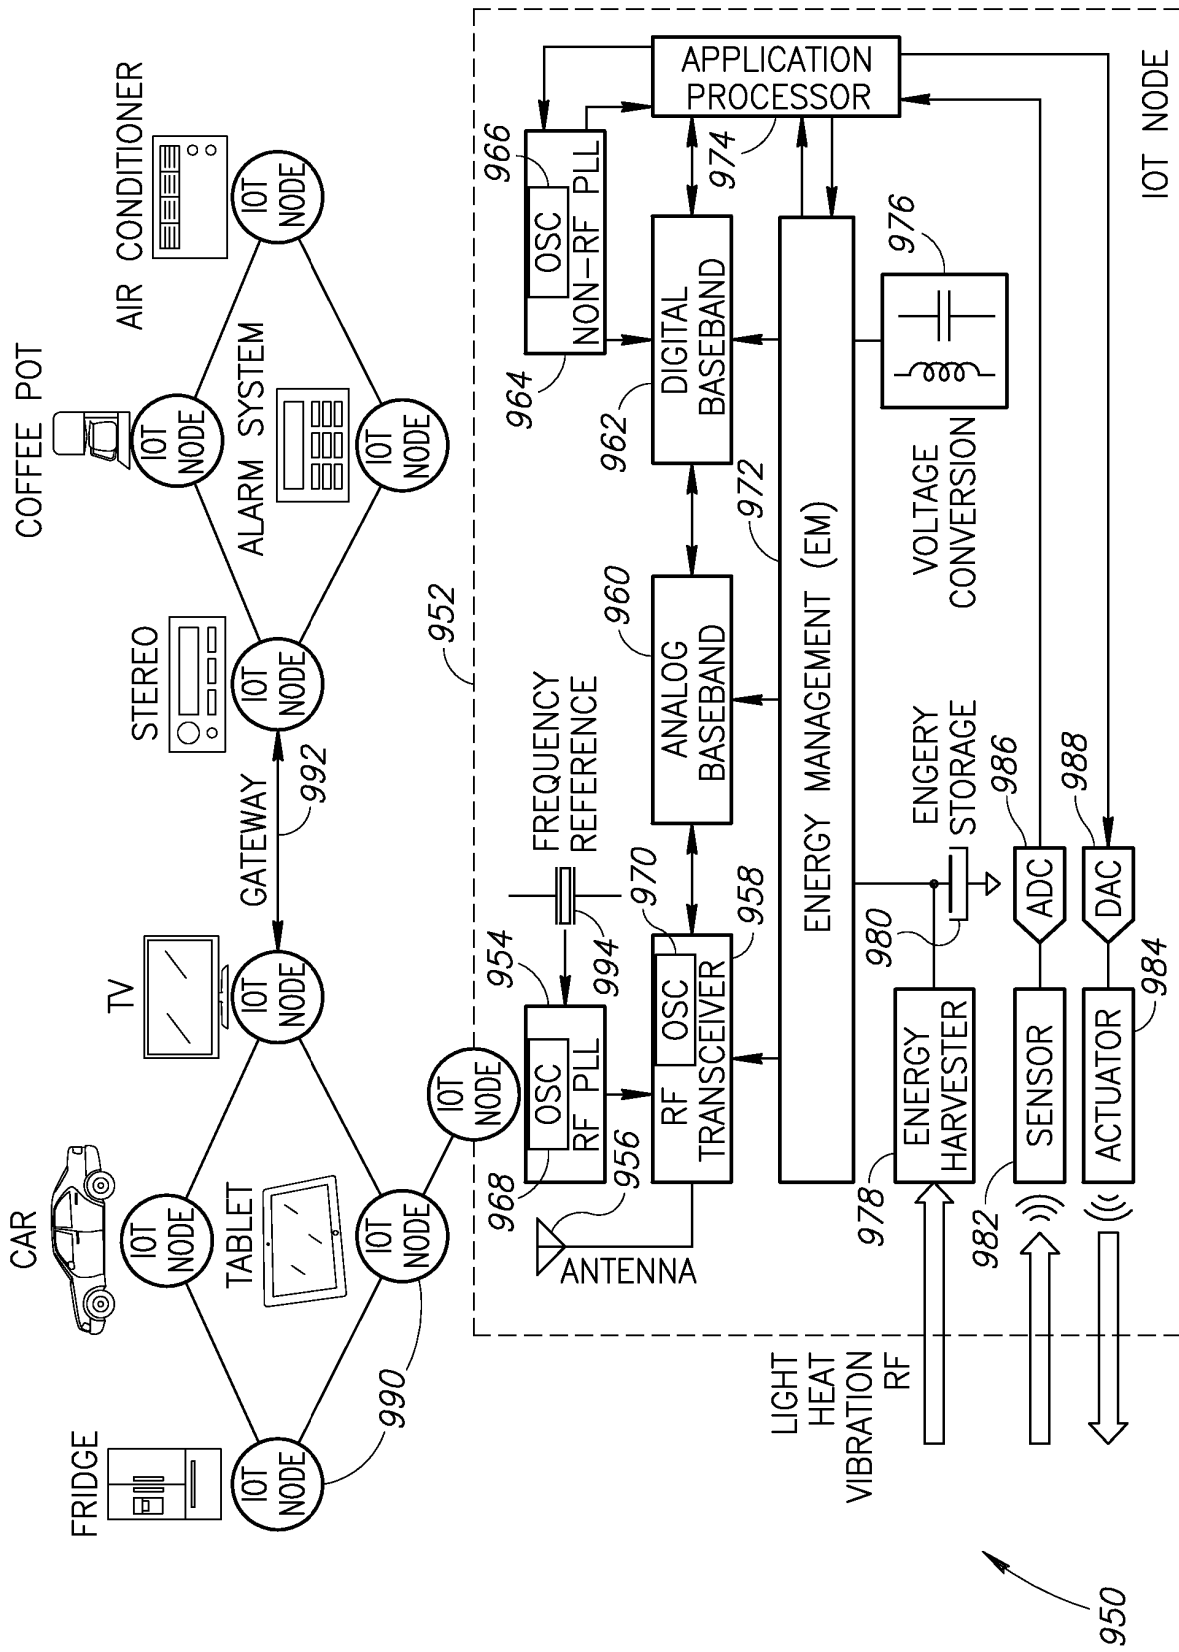 FRIDGE
CAR
TABLET
TV
GATEWAY
992
STEREO
COFFEE POT
ALARM SYSTEM
AIR CONDITIONER
IOT
NODE
IOT
NODE
IOT
NODE
IOT
NODE
IOT
NODE
IOT
NODE
IOT
NODE
IOT
NODE
IOT
NODE
990
952
968
OSC
RF PLL
954
FREQUENCY
REFERENCE
994
956
ANTENNA
RF
OSC
TRANSCEIVER
970
958
ANALOG
BASEBAND
960
964
OSC
NON-RF PLL
966
DIGITAL
BASEBAND
962
APPLICATION
PROCESSOR
974
ENERGY MANAGEMENT (EM)
972
LIGHT
HEAT
VIBRATION
RF
978
ENERGY
HARVESTER
980
ENGERY
STORAGE
VOLTAGE
CONVERSION
976
982
SENSOR
ADC
986
ACTUATOR
984
DAC
988
IOT NODE
950